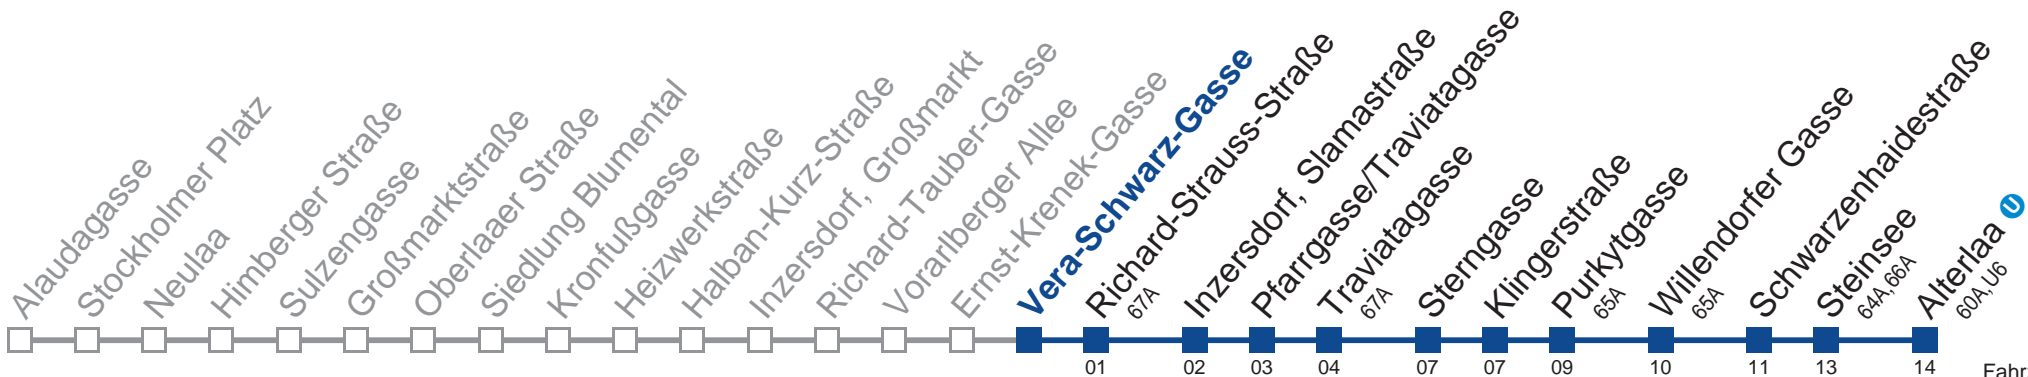 Alaudagasse
Stockholmer Platz
Neulaa
Himberger Straße
Sulzengasse
Großmarktstraße
Oberlaaer Straße
Siedlung Blumental
Kronfußgasse
Heizwerkstraße
Halban-Kurz-Straße
Inzersdorf, Großmarkt
Richard-Tauber-Gasse
Vorarlberger Allee
Ernst-Krenek-Gasse
Vera-Schwarz-Gasse
Richard-Strauss-Straße
67A
Inzersdorf, Slamastraße
Pfarrgasse/Traviatagasse
Traviatagasse
67A
Sterngasse
Klingerstraße
Purkytgasse
65A
Willendorfer Gasse
65A
Schwarzenhaidestraße
Steinsee
64A, 66A
Alterlaa U
60A, U6
01 02 03 04 07 07 09 10 11 13 14 Fahr